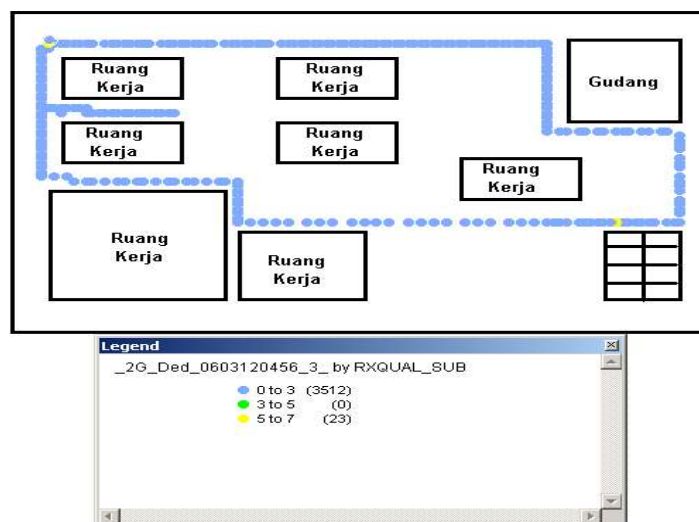 Ruang
Kerja
Ruang
Kerja
Gudang
Ruang
Kerja
Ruang
Kerja
Ruang
Kerja
Ruang
Kerja
Ruang
Kerja
Legend
_2G_Ded_0603120456_3_ by RXQUAL_SUB
0 to 3 (3512)
3 to 5 (0)
5 to 7 (23)